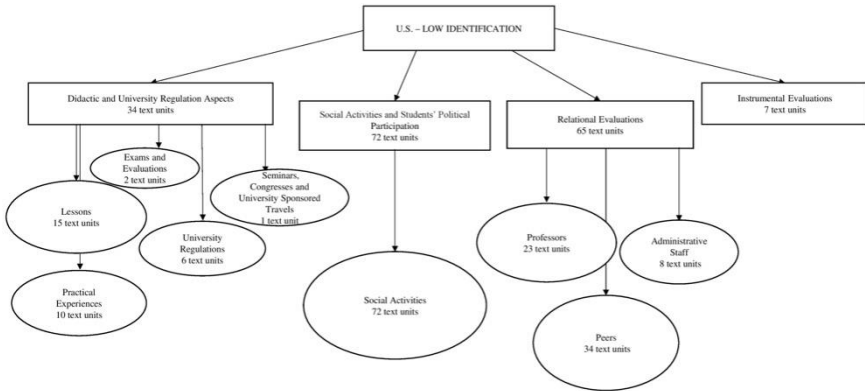 U.S. – LOW IDENTIFICATION
Didactic and University Regulation Aspects
34 text units
Social Activities and Students' Political
Participation
72 text units
Relational Evaluations
65 text units
Instrumental Evaluations
7 text units
Exams and
Evaluations
2 text units
Seminars,
Congresses and
University Sponsored
Travels
1 text unit
Lessons
15 text units
University
Regulations
6 text units
Professors
23 text units
Administrative
Staff
8 text units
Practical
Experiences
10 text units
Social Activities
72 text units
Peers
34 text units